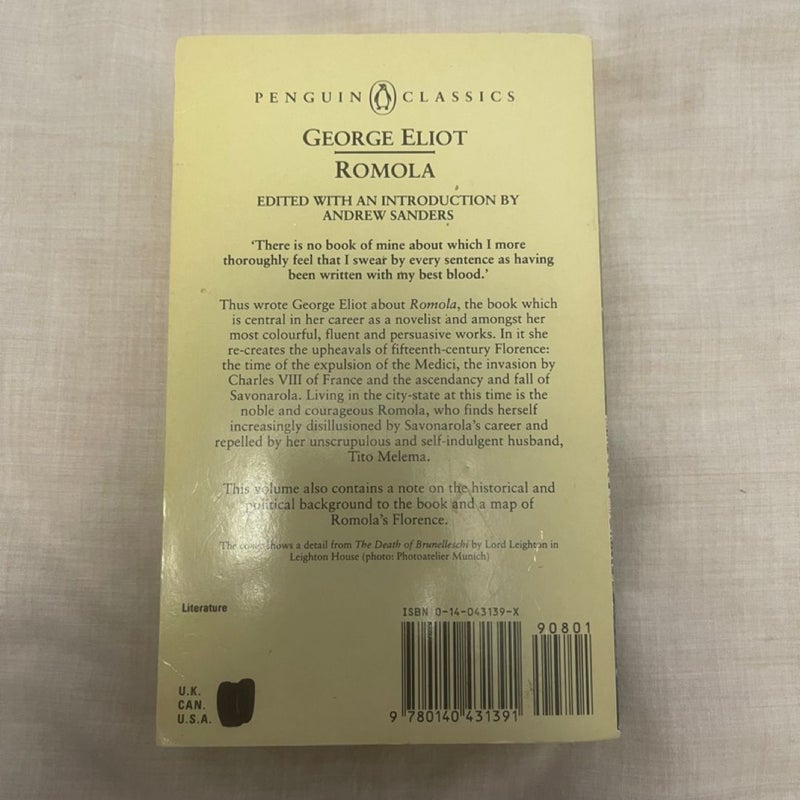 PENGUIN CLASSICS
GEORGE ELIOT
ROMOLA
EDITED WITH AN INTRODUCTION BY
ANDREW SANDERS
‘There is no book of mine about which I more
thoroughly feel that I swear by every sentence as having
been written with my best blood.’
Thus wrote George Eliot about Romola, the book which
is central in her career as a novelist and amongst her
most colourful, fluent and persuasive works. In it she
re-creates the upheavals of fifteenth-century Florence:
the time of the expulsion of the Medici, the invasion by
Charles VIII of France and the ascendancy and fall of
Savonarola. Living in the city-state at this time is the
noble and courageous Romola, who finds herself
increasingly disillusioned by Savonarola’s career and
repelled by her unscrupulous and self-indulgent husband,
Tito Melema.
This volume also contains a note on the historical and
political background to the book and a map of
Romola’s Florence.
The cover shows a detail from The Death of Brunelleschi by Lord Leighton in
Leighton House (photo: Photoatelier Munich)
Literature
ISBN 0-14-043139-X
90801
9 780140 431391
U.K.
CAN.
U.S.A.